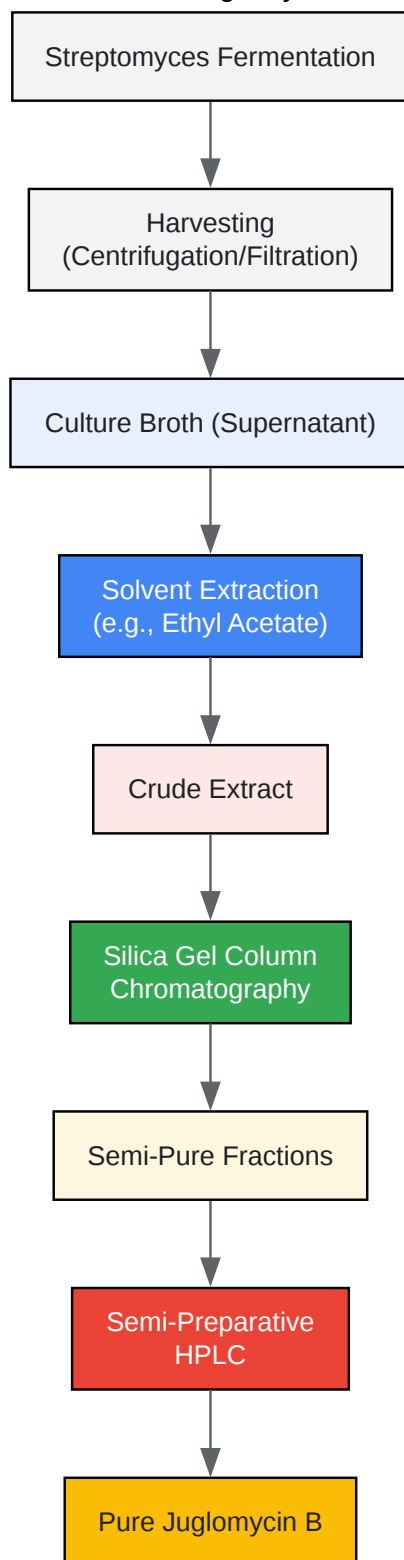 Streptomyces Fermentation
Harvesting
(Centrifugation/Filtration)
Culture Broth (Supernatant)
Solvent Extraction
(e.g., Ethyl Acetate)
Crude Extract
Silica Gel Column
Chromatography
Semi-Pure Fractions
Semi-Preparative
HPLC
Pure Juglomycin B